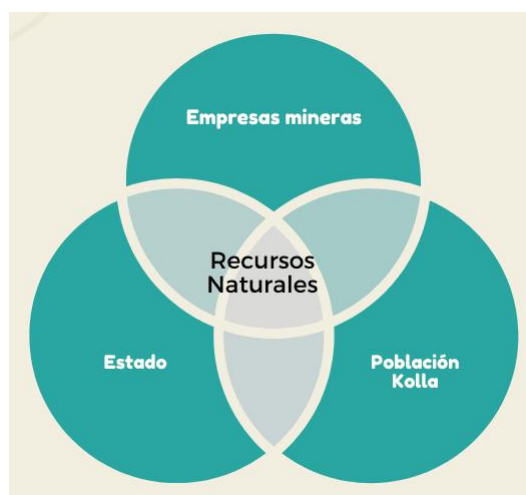 Empresas mineras
Recursos
Naturales
Estado
Población
Kolla